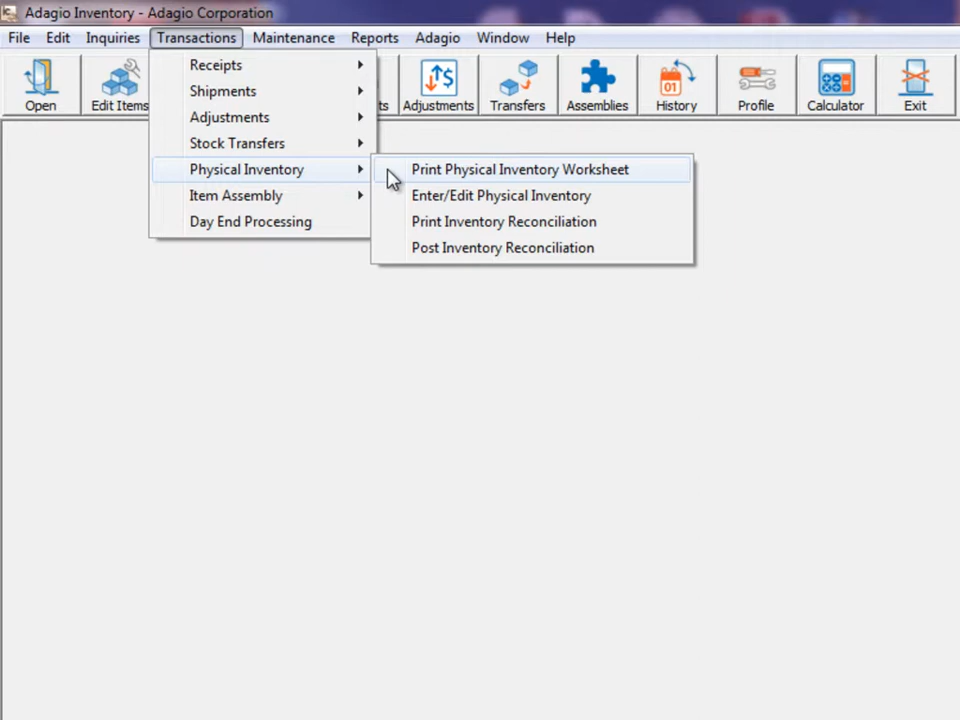 Adagio Inventory - Adagio Corporation
File Edit Inquiries Transactions Maintenance Reports Adagio Window Help
Open Edit Items ts Adjustments Transfers Assemblies History Profile Calculator Exit
01
Receipts
Shipments
Adjustments
Stock Transfers
Physical Inventory
Item Assembly
Day End Processing
Print Physical Inventory Worksheet
Enter/Edit Physical Inventory
Print Inventory Reconciliation
Post Inventory Reconciliation